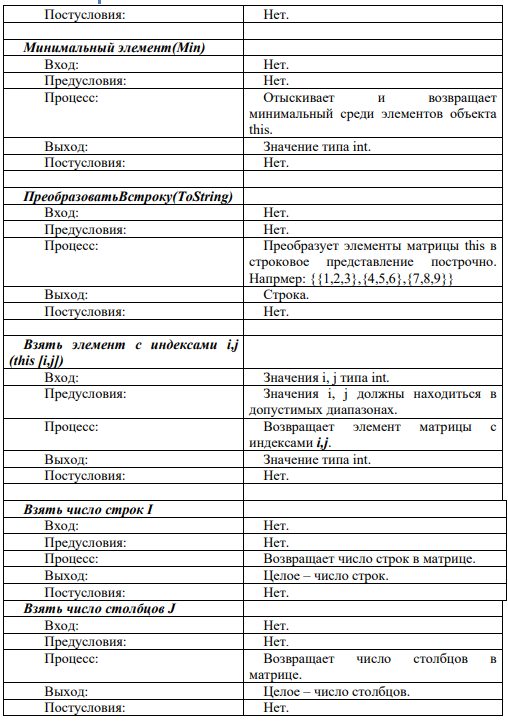 Постусловия: Нет.
Минимальный элемент(Min)
Вход: Нет.
Предусловия: Нет.
Процесс: Отыскивает и возвращает
минимальный среди элементов объекта
this.
Выход: Значение типа int.
Постусловия: Нет.
ПреобразоватьВстроку(ToString)
Вход: Нет.
Предусловия: Нет.
Процесс: Преобразует элементы матрицы this в
строковое представление построчно.
Напрмер: {{1,2,3},{4,5,6},{7,8,9}}
Выход: Строка.
Постусловия: Нет.
Взять элемент с индексами i,j
(this [i,j])
Вход: Значения i, j типа int.
Предусловия: Значения i, j должны находиться в
допустимых диапазонах.
Процесс: Возвращает элемент матрицы с
индексами i,j.
Выход: Значение типа int.
Постусловия: Нет.
Взять число строк I
Вход: Нет.
Предусловия: Нет.
Процесс: Возвращает число строк в матрице.
Выход: Целое – число строк.
Постусловия: Нет.
Взять число столбцов J
Вход: Нет.
Предусловия: Нет.
Процесс: Возвращает число столбцов в
матрице.
Выход: Целое – число столбцов.
Постусловия: Нет.